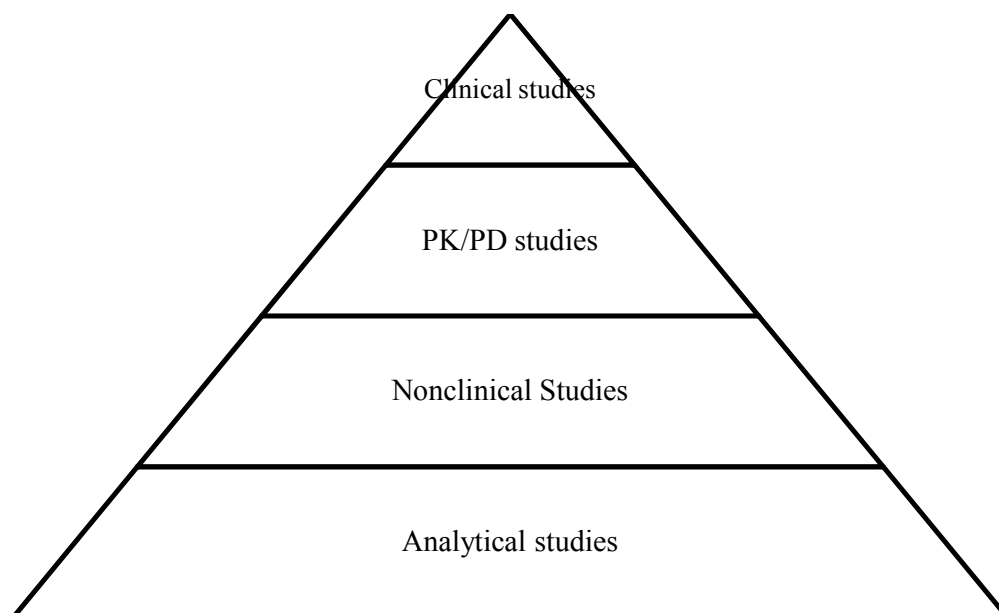 Clinical studies
PK/PD studies
Nonclinical Studies
Analytical studies